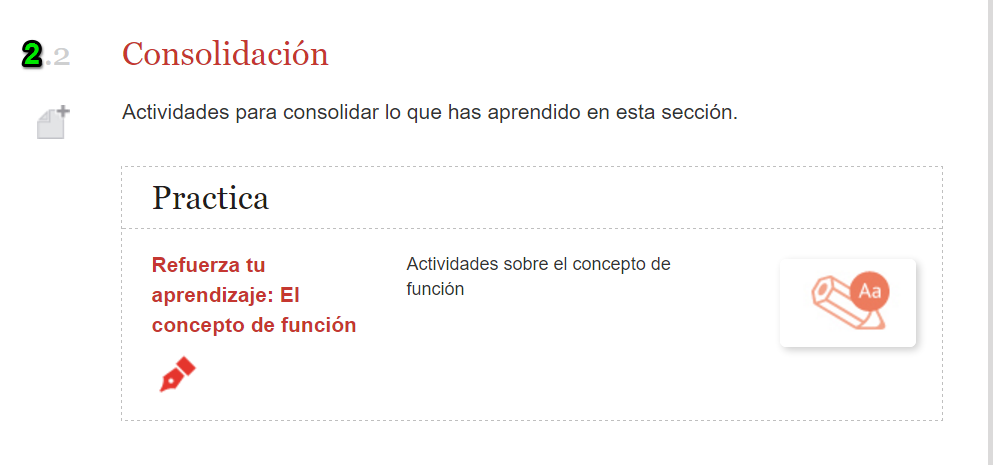 2.2 Consolidación
Actividades para consolidar lo que has aprendido en esta sección.
Practica
Refuerza tu
aprendizaje: El
concepto de función
Actividades sobre el concepto de
función
Aa